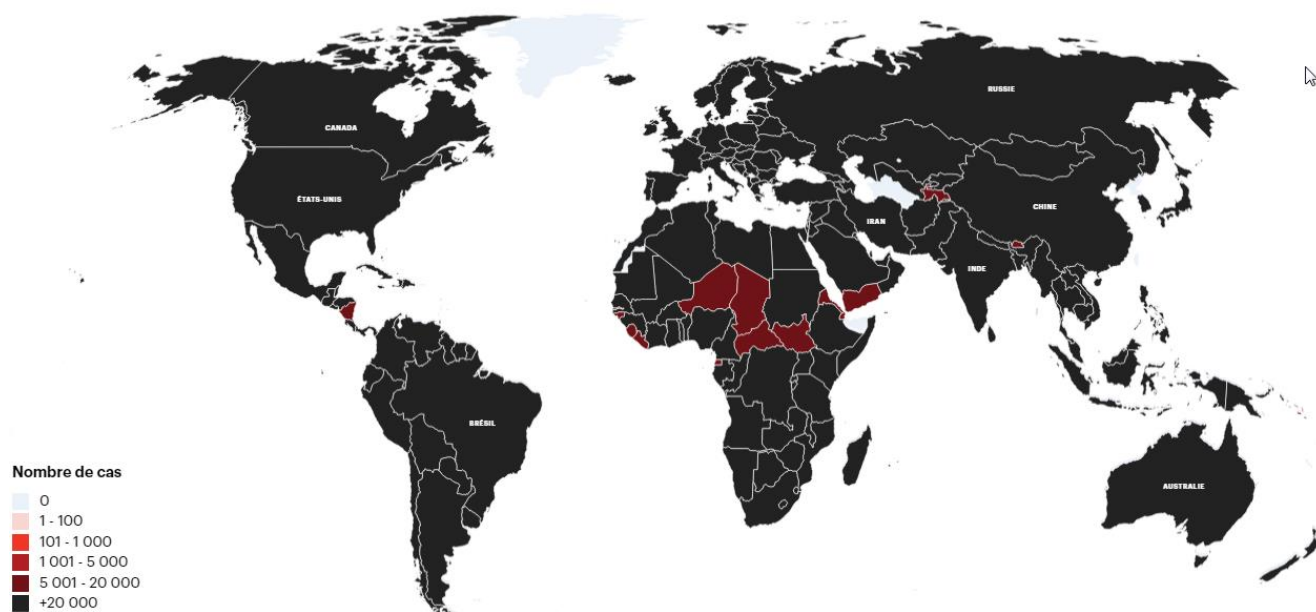 RUSSIE
CANADA
ÉTATS-UNIS
CHINE
IRAN
INDE
BRÉSIL
AUSTRALIE
Nombre de cas
0
1 - 100
101 - 1 000
1 001 - 5 000
5 001 - 20 000
+20 000